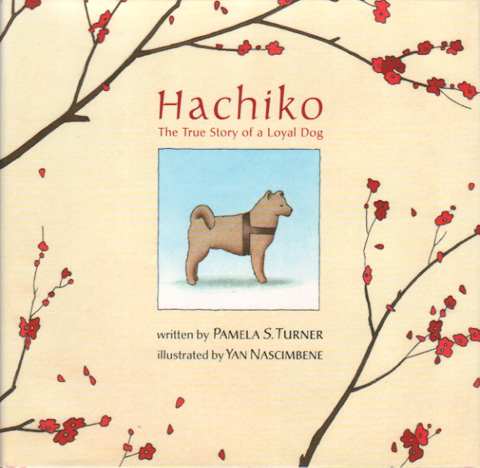 Hachiko
The True Story of a Loyal Dog
written by PAMELA S. TURNER
illustrated by YAN NASCIMBENE